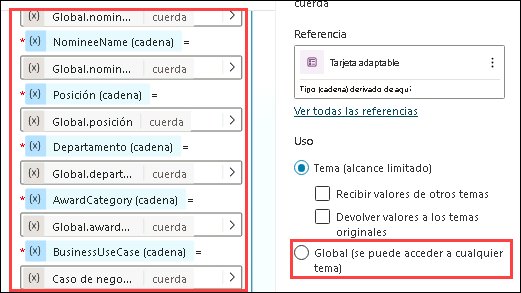 {x} Global.nomin... cuerda
* {x} NomineeName (cadena) =
{x} Global.nomin... cuerda
* {x} Posición (cadena) =
{x} Global.posición cuerda
* {x} Departamento (cadena) =
{x} Global.depart... cuerda
* {x} AwardCategory (cadena) =
{x} Global.award... cuerda
* {x} BusinessUseCase (cadena) =
{x} Caso de nego... cuerda
cuerda
Referencia
Tarjeta adaptable
Tipo (cadena) derivado de aquí
Ver todas las referencias
Uso
Tema (alcance limitado)
Recibir valores de otros temas
Devolver valores a los temas
originales
Global (se puede acceder a cualquier
tema)